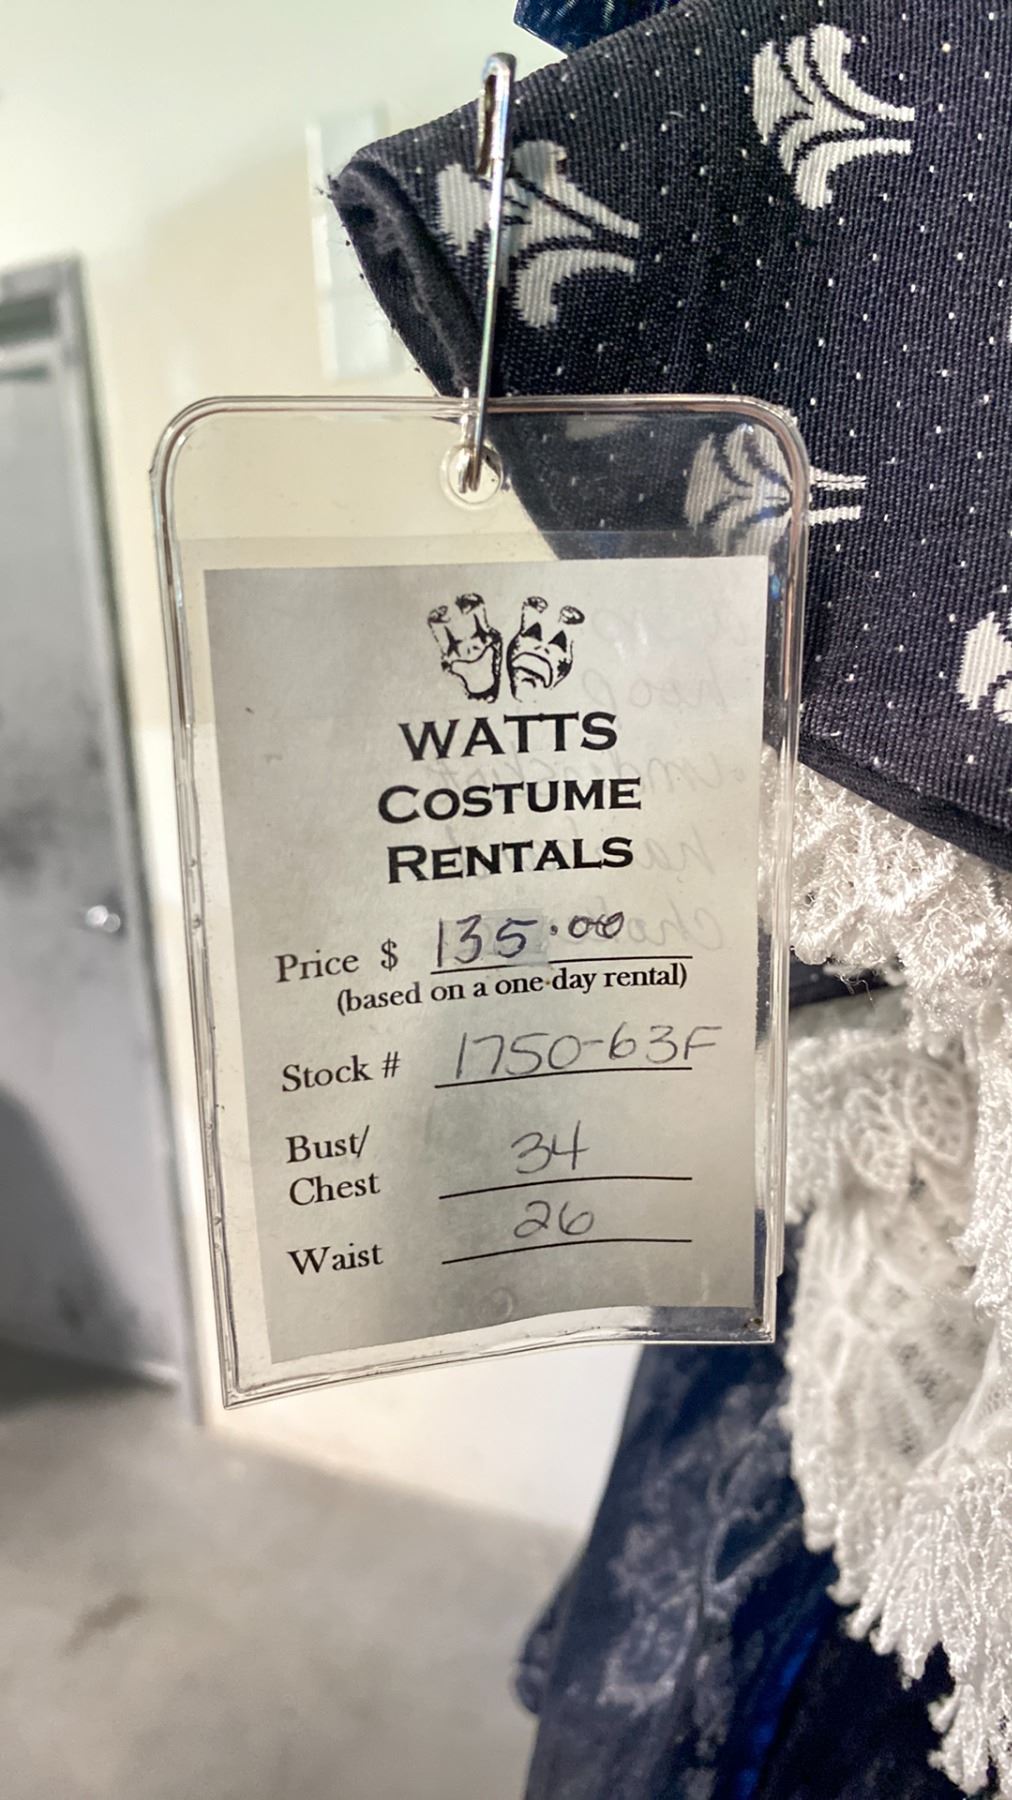 WATTS
COSTUME
RENTALS
Price $ 135.00
(based on a one-day rental)
Stock # 1750-63F
Bust/
Chest 34
Waist 26